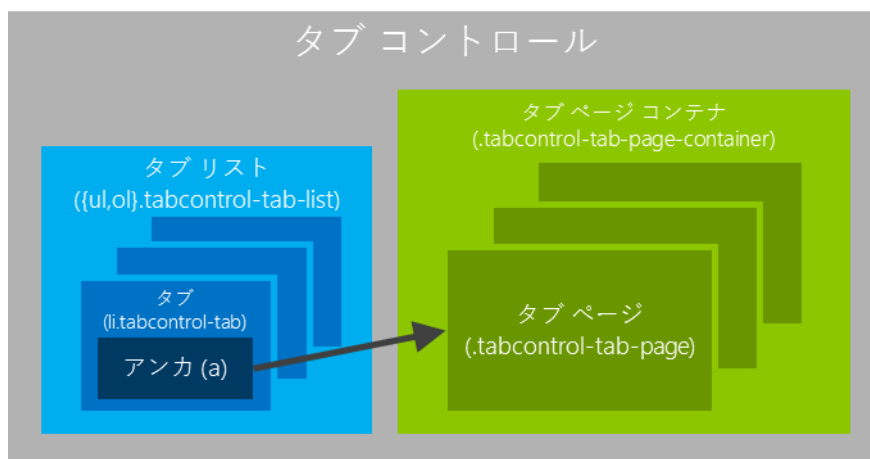 タブ コントロール
タブ リスト
({ul,ol}.tabcontrol-tab-list)
タブ
(li.tabcontrol-tab)
アンカ (a)
タブ ページ コンテナ
(.tabcontrol-tab-page-container)
タブ ページ
(.tabcontrol-tab-page)